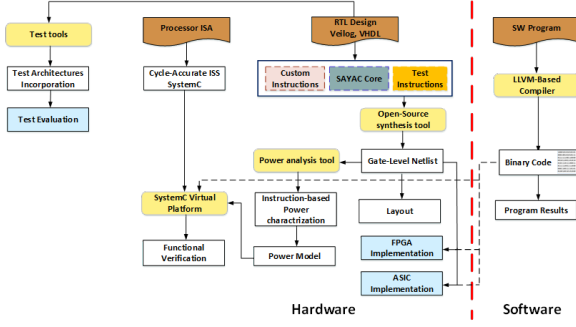 Processor ISA
RTL Design
Veilog, VHDL
SW Program
Test tools
Test Architectures
Incorporation
Test Evaluation
Cycle-Accurate ISS
SystemC
Custom
Instructions
SAYAC Core
Test
Instructions
LLVM-Based
Compiler
Open-Source
synthesis tool
Power analysis tool
Gate-Level Netlist
Binary Code
SystemC Virtual
Platform
Instruction-based
Power
charactrization
Layout
Program Results
Functional
Verification
Power Model
FPGA
Implementation
ASIC
Implementation
Hardware
Software